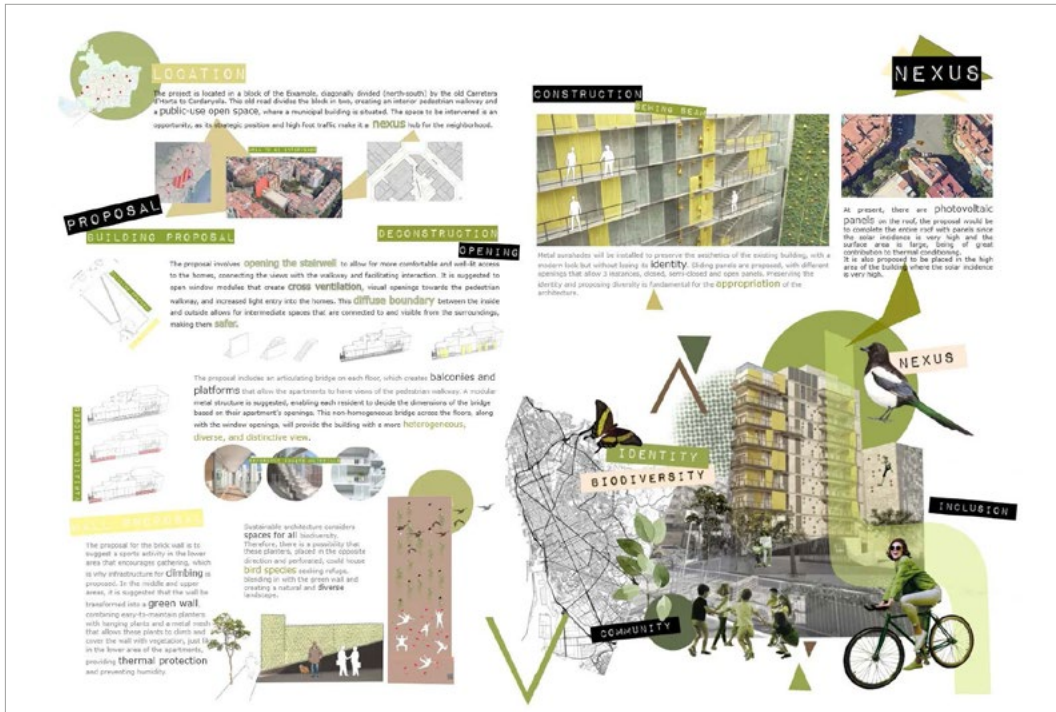 LOCATION
The project is located in a block of the Eixample, diagonally divided (north-south) by the old Carretera
d'Horta to Cerdanyola. This old road divides the block in two, creating an interior pedestrian walkway and
a public-use open space, where a municipal building is situated. The space to be intervened is an
opportunity, as its strategic position and high foot traffic make it a nexus hub for the neighborhood.
PROPOSAL
BUILDING PROPOSAL
DECONSTRUCTION
OPENING
The proposal involves opening the stairwell to allow for more comfortable and well-lit access
to the homes, connecting the views with the walkway and facilitating interaction. It is suggested to
open window modules that create cross ventilation, visual openings towards the pedestrian
walkway, and increased light entry into the homes. This diffuse boundary between the inside
and outside allows for intermediate spaces that are connected to and visible from the surroundings,
making them safer.
The proposal includes an articulating bridge on each floor, which creates balconies and
platforms that allow the apartments to have views of the pedestrian walkway. A modular
metal structure is suggested, enabling each resident to decide the dimensions of the bridge
based on their apartment's openings. This non-homogeneous bridge across the floors, along
with the window openings, will provide the building with a more heterogeneous,
diverse, and distinctive view.
VARIATION BRIDGES
WALL PROPOSAL
The proposal for the brick wall is to
suggest a sports activity in the lower
area that encourages gathering, which
is why infrastructure for climbing is
proposed. In the middle and upper
areas, it is suggested that the wall be
transformed into a green wall,
combining easy-to-maintain planters
with hanging plants and a metal mesh
that allows these plants to climb and
cover the wall with vegetation, just like
in the lower area of the apartments,
providing thermal protection
and preventing humidity.
Sustainable architecture considers
spaces for all biodiversity.
Therefore, there is a possibility that
these planters, placed in the opposite
direction and perforated, could house
bird species seeking refuge,
blending in with the green wall and
creating a natural and diverse
landscape.
CONSTRUCTION
SEWING SEAM
Metal sunshades will be installed to preserve the aesthetics of the existing building, with a
modern look but without losing its identity. Sliding panels are proposed, with different
openings that allow 3 instances, closed, semi-closed and open panels. Preserving the
identity and proposing diversity is fundamental for the appropriation of the
architecture.
NEXUS
At present, there are photovoltaic
panels on the roof, the proposal would be
to complete the entire roof with panels since
the solar incidence is very high and the
surface area is large, being of great
contribution to thermal conditioning.
It is also proposed to be placed in the high
area of the building where the solar incidence
is very high.
NEXUS
IDENTITY
BIODIVERSITY
INCLUSION
COMMUNITY